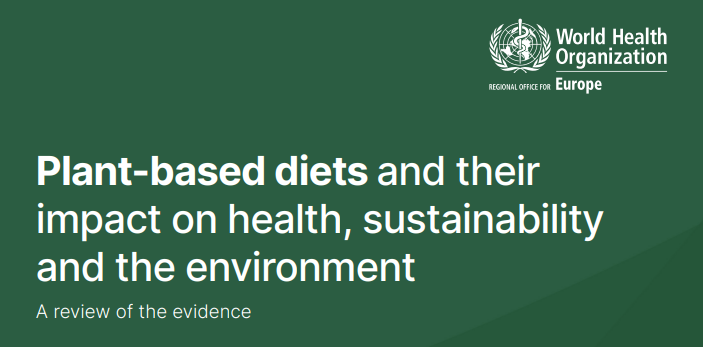 World Health
Organization
REGIONAL OFFICE FOR Europe
Plant-based diets and their
impact on health, sustainability
and the environment
A review of the evidence